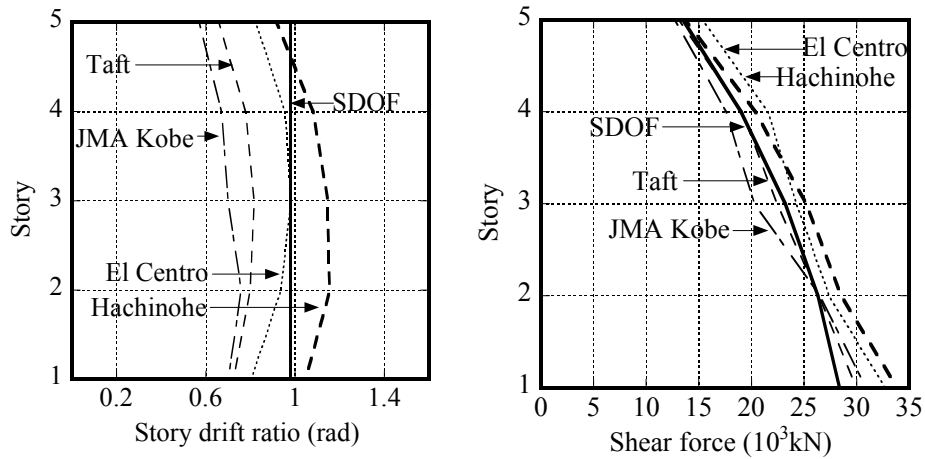 5
4
3
2
1
Story
Taft
JMA Kobe
SDOF
El Centro
Hachinohe
0.2 0.6 1 1.4
Story drift ratio (rad)
5
4
3
2
1
Story
El Centro
Hachinohe
SDOF
Taft
JMA Kobe
0 5 10 15 20 25 30 35
Shear force (10³kN)